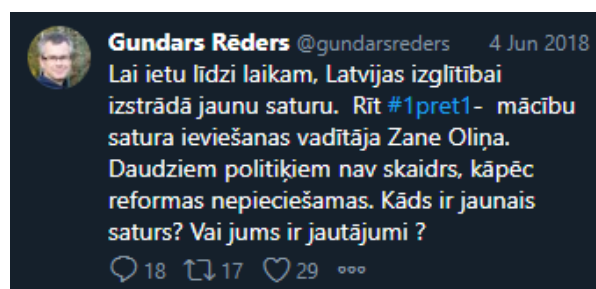 Gundars Rēders @gundarsreders 4 Jun 2018
Lai ietu līdzi laikam, Latvijas izglītībai
izstrādā jaunu saturu. Rīt #1pret1- mācību
satura ieviešanas vadītāja Zane Oliņa.
Daudziem politiķiem nav skaidrs, kāpēc
reformas nepieciešamas. Kāds ir jaunais
saturs? Vai jums ir jautājumi ?
18 17 29